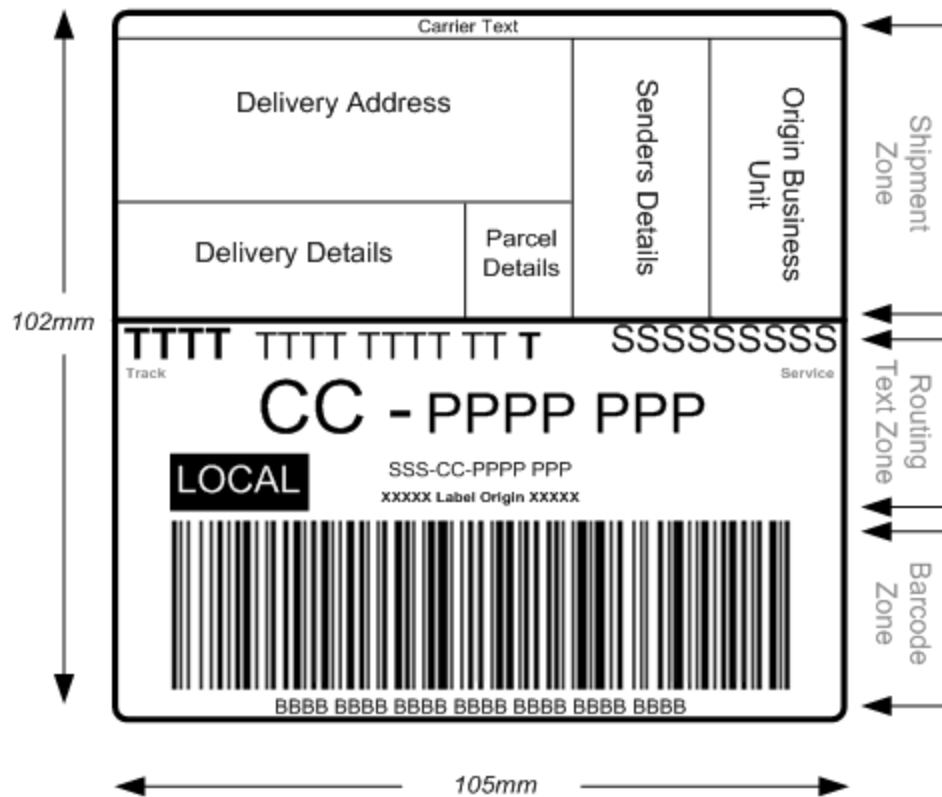 Carrier Text
Delivery Address
Senders Details
Origin Business
Unit
Shipment
Zone
Delivery Details
Parcel
Details
102mm
TTTT TTTT TTTT TT T
SSSSSSSSS
Track
Service
CC - PPPP PPP
Routing
Text Zone
LOCAL
SSS-CC-PPPP PPP
XXXXX Label Origin XXXXX
Barcode
Zone
BBBB BBBB BBBB BBBB BBBB BBBB BBBB
105mm